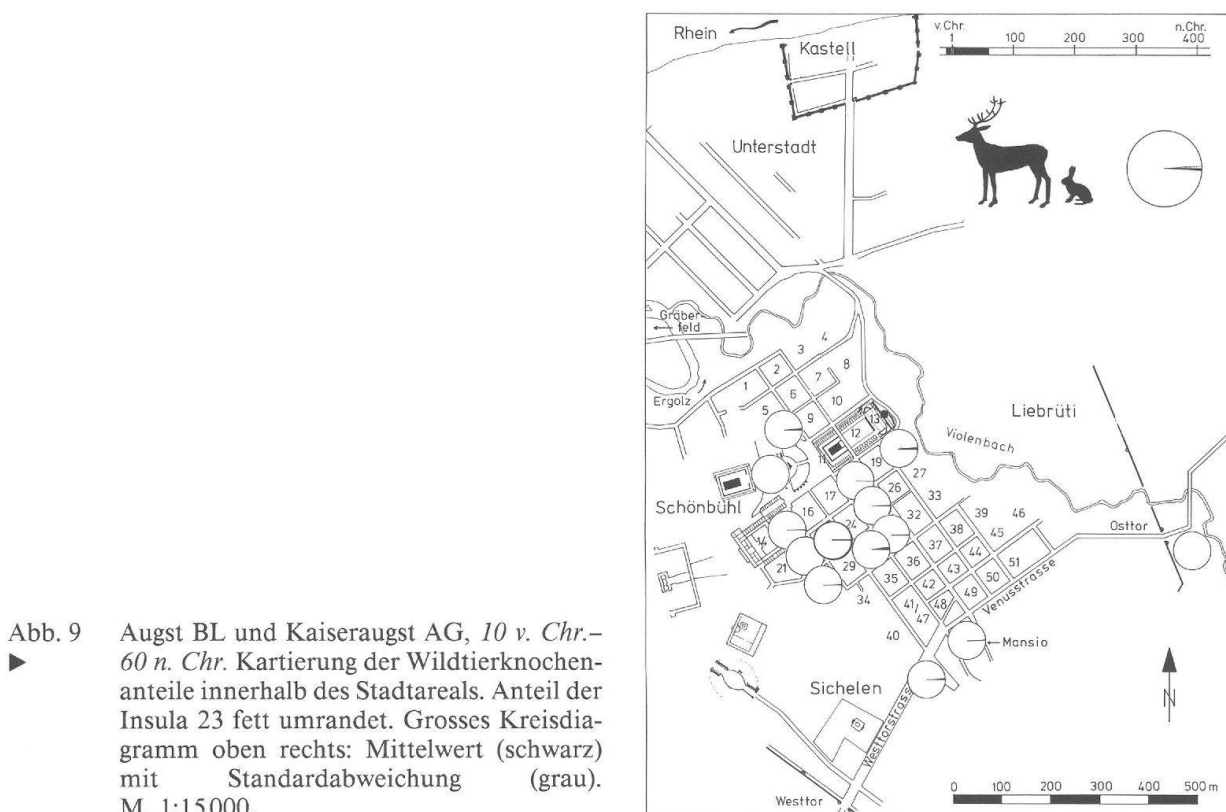 Abb. 9 Augst BL und Kaiseraugst AG, 10 v. Chr.–
▶ 60 n. Chr. Kartierung der Wildtierknochen-
anteile innerhalb des Stadtareals. Anteil der
Insula 23 fett umrandet. Grosses Kreisdia-
gramm oben rechts: Mittelwert (schwarz)
mit Standardabweichung (grau).
M. 1:15000.
v. Chr. n. Chr.
1 100 200 300 400
Rhein
Kastell
Unterstadt
Gräber-
feld
Ergolz
1 2 3 4
5 6 7 8
9 10
11 12 13
Liebrüti
Violenbach
Schönbühl
14 16 17 19
21 24 26 27
29 32 33
34 35 36 37 38 39
40 41 42 43 44 45 46
47 48 49 50 51
Osttor
Venusstrasse
Mansio
Sichelen
Westtorstrasse
Westtor
N
0 100 200 300 400 500 m